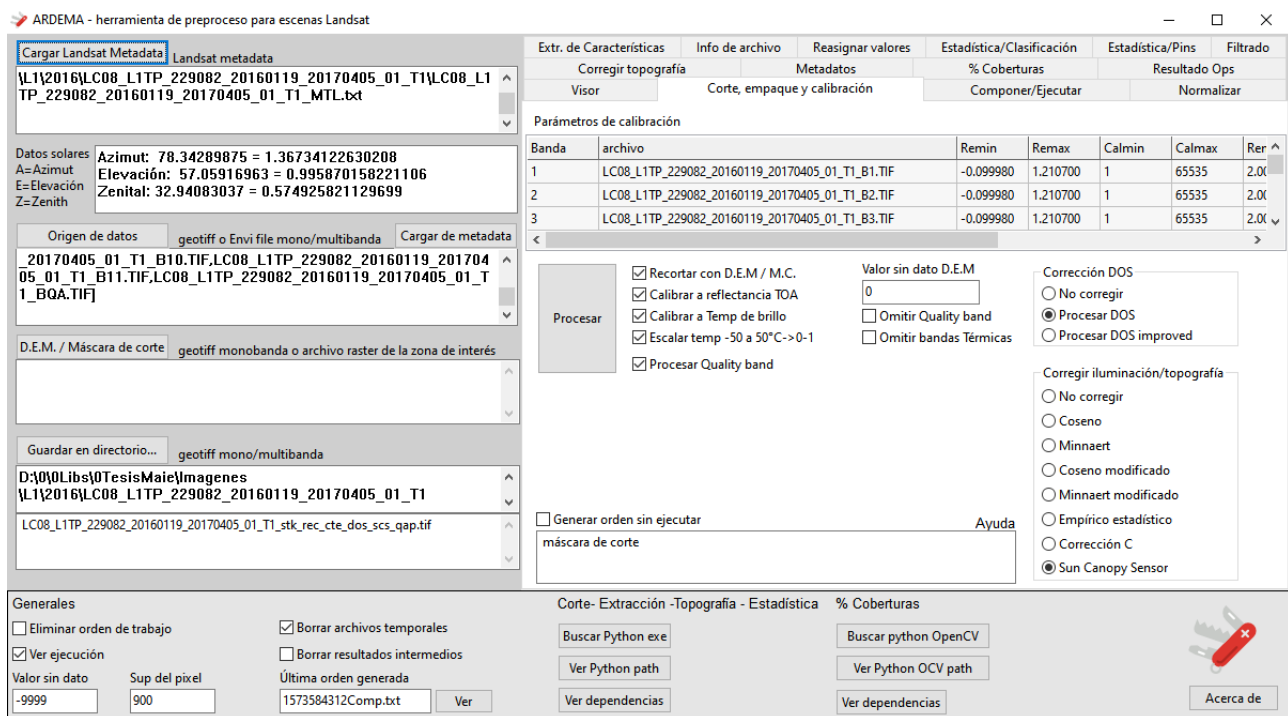 ARDEMA - herramienta de preproceso para escenas Landsat
Cargar Landsat Metadata
Landsat metadata
\L1\2016\LC08_L1TP_229082_20160119_20170405_01_T1\LC08_L1
TP_229082_20160119_20170405_01_T1_MTL.txt
Datos solares
A=Azimut
E=Elevación
Z=Zenith
Azimut: 78.34289875 = 1.36734122630208
Elevación: 57.05916963 = 0.995870158221106
Zenital: 32.94083037 = 0.574925821129699
Origen de datos
geotiff o Envi file mono/multibanda
Cargar de metadata
_20170405_01_T1_B10.TIF,LC08_L1TP_229082_20160119_201704
05_01_T1_B11.TIF,LC08_L1TP_229082_20160119_20170405_01_T
1_BQA.TIF]
D.E.M. / Máscara de corte
geotiff monobanda o archivo raster de la zona de interés
Guardar en directorio...
geotiff mono/multibanda
D:\0\0Libs\0TesisMaie\Imagenes
\L1\2016\LC08_L1TP_229082_20160119_20170405_01_T1
LC08_L1TP_229082_20160119_20170405_01_T1_stk_rec_cte_dos_scs_qap.tif
Extr. de Características Info de archivo Reasignar valores Estadística/Clasificación Estadística/Pins Filtrado
Corregir topografía Metadatos % Coberturas Resultado Ops
Visor Corte, empaque y calibración Componer/Ejecutar Normalizar
Parámetros de calibración
Banda archivo Remin Remax Calmin Calmax Rer
1 LC08_L1TP_229082_20160119_20170405_01_T1_B1.TIF -0.099980 1.210700 1 65535 2.00
2 LC08_L1TP_229082_20160119_20170405_01_T1_B2.TIF -0.099980 1.210700 1 65535 2.00
3 LC08_L1TP_229082_20160119_20170405_01_T1_B3.TIF -0.099980 1.210700 1 65535 2.00
Procesar
Recortar con D.E.M / M.C.
Calibrar a reflectancia TOA
Calibrar a Temp de brillo
Escalar temp -50 a 50°C->0-1
Procesar Quality band
Valor sin dato D.E.M
0
Omitir Quality band
Omitir bandas Térmicas
Corrección DOS
No corregir
Procesar DOS
Procesar DOS improved
Corregir iluminación/topografía
No corregir
Coseno
Minnaert
Coseno modificado
Minnaert modificado
Empírico estadístico
Corrección C
Sun Canopy Sensor
Generar orden sin ejecutar
Ayuda
máscara de corte
Generales
Eliminar orden de trabajo
Ver ejecución
Valor sin dato
-9999
Sup del pixel
900
Borrar archivos temporales
Borrar resultados intermedios
Última orden generada
1573584312Comp.txt
Ver
Corte- Extracción -Topografía - Estadística
Buscar Python exe
Ver Python path
Ver dependencias
% Coberturas
Buscar python OpenCV
Ver Python OCV path
Ver dependencias
Acerca de